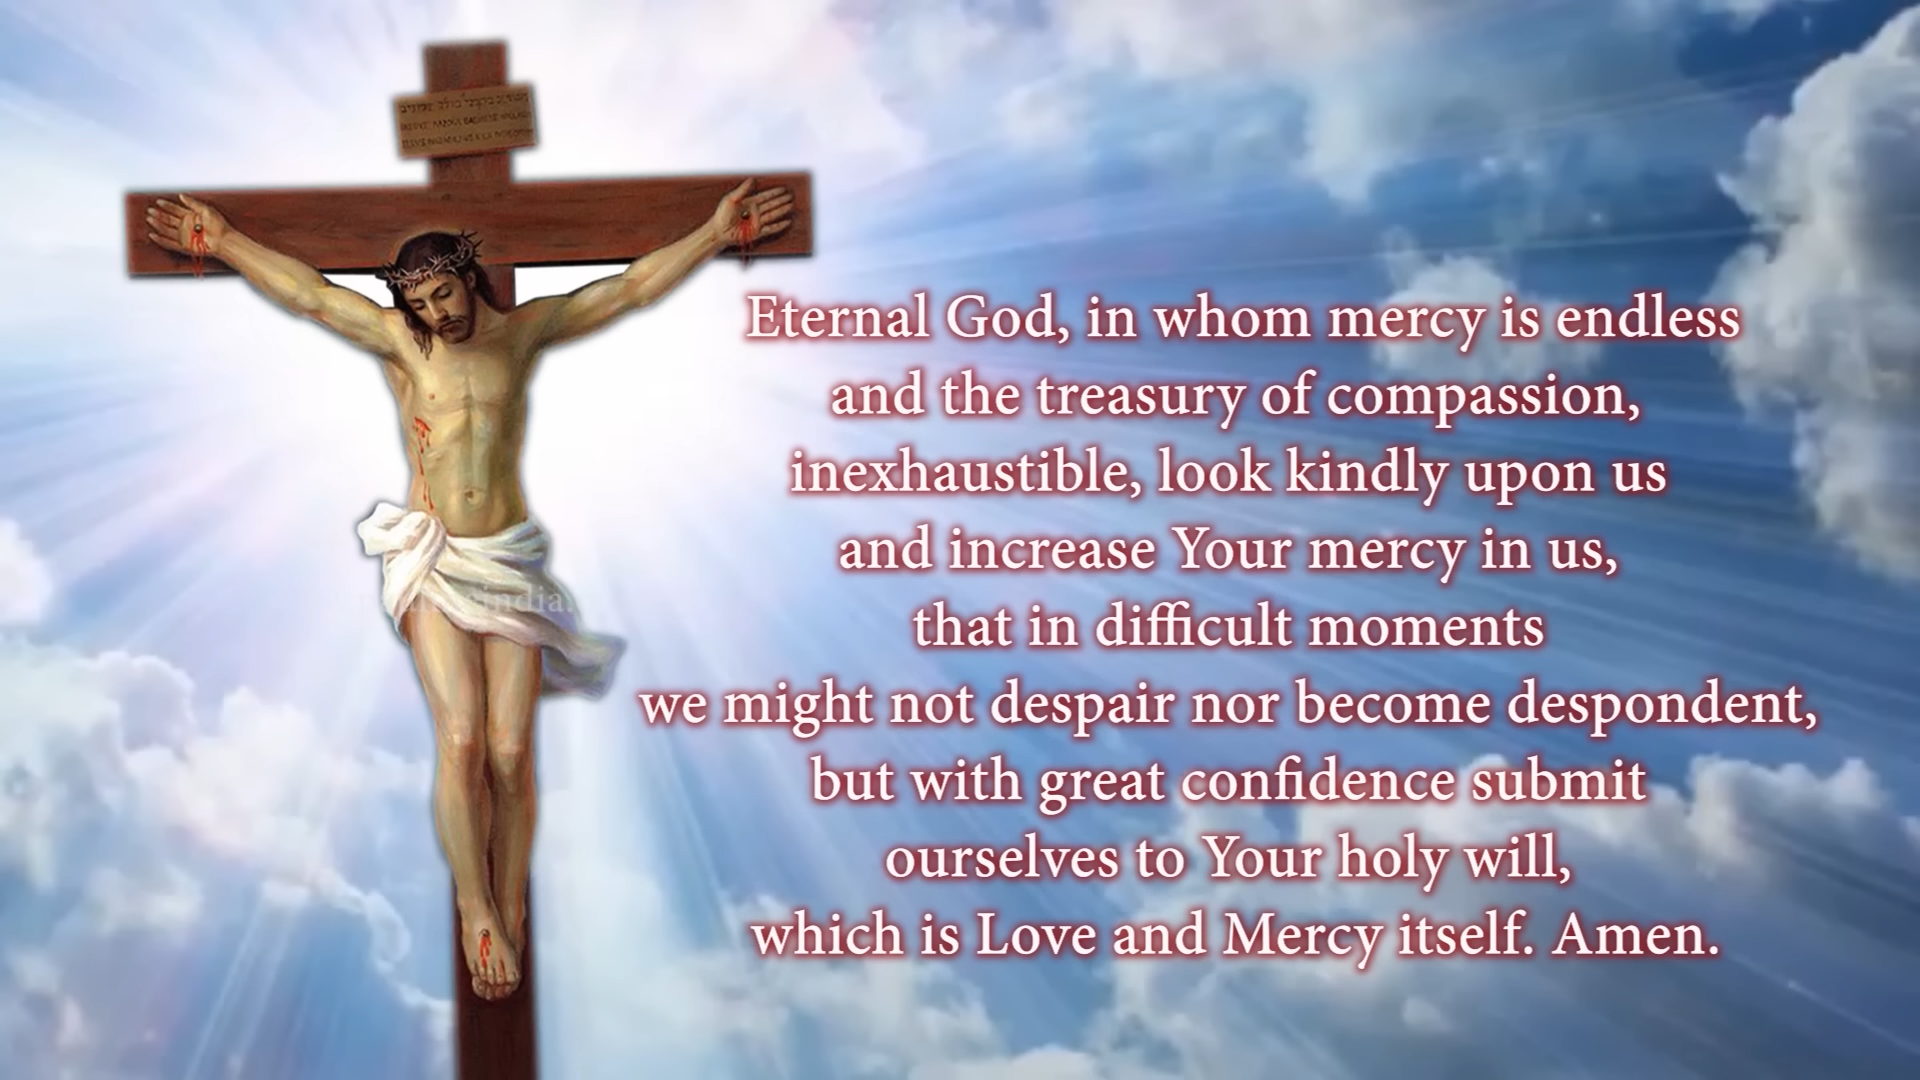 Eternal God, in whom mercy is endless
and the treasury of compassion,
inexhaustible, look kindly upon us
and increase Your mercy in us,
that in difficult moments
we might not despair nor become despondent,
but with great confidence submit
ourselves to Your holy will,
which is Love and Mercy itself. Amen.